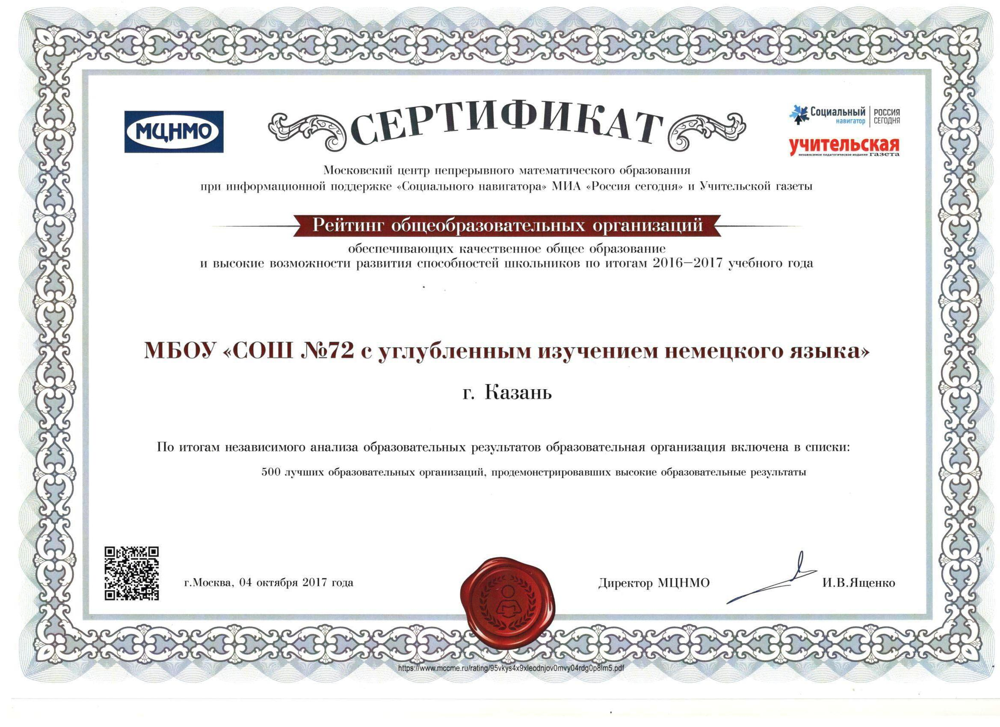 МЦНМО
СЕРТИФИКАТ
Социальный
навигатор
РОССИЯ
СЕГОДНЯ
учительская
независимое педагогическое издание газета
Московский центр непрерывного математического образования
при информационной поддержке «Социального навигатора» МИА «Россия сегодня» и Учительской газеты
Рейтинг общеобразовательных организаций
обеспечивающих качественное общее образование
и высокие возможности развития способностей школьников по итогам 2016–2017 учебного года
МБОУ «СОШ №72 с углубленным изучением немецкого языка»
г. Казань
По итогам независимого анализа образовательных результатов образовательная организация включена в списки:
500 лучших образовательных организаций, продемонстрировавших высокие образовательные результаты
г.Москва, 04 октября 2017 года
Директор МЦНМО
И.В.Ященко
https://www.mccme.ru/rating/95vkys4x9xleodnjov0mvy04rdg0p8lm5.pdf